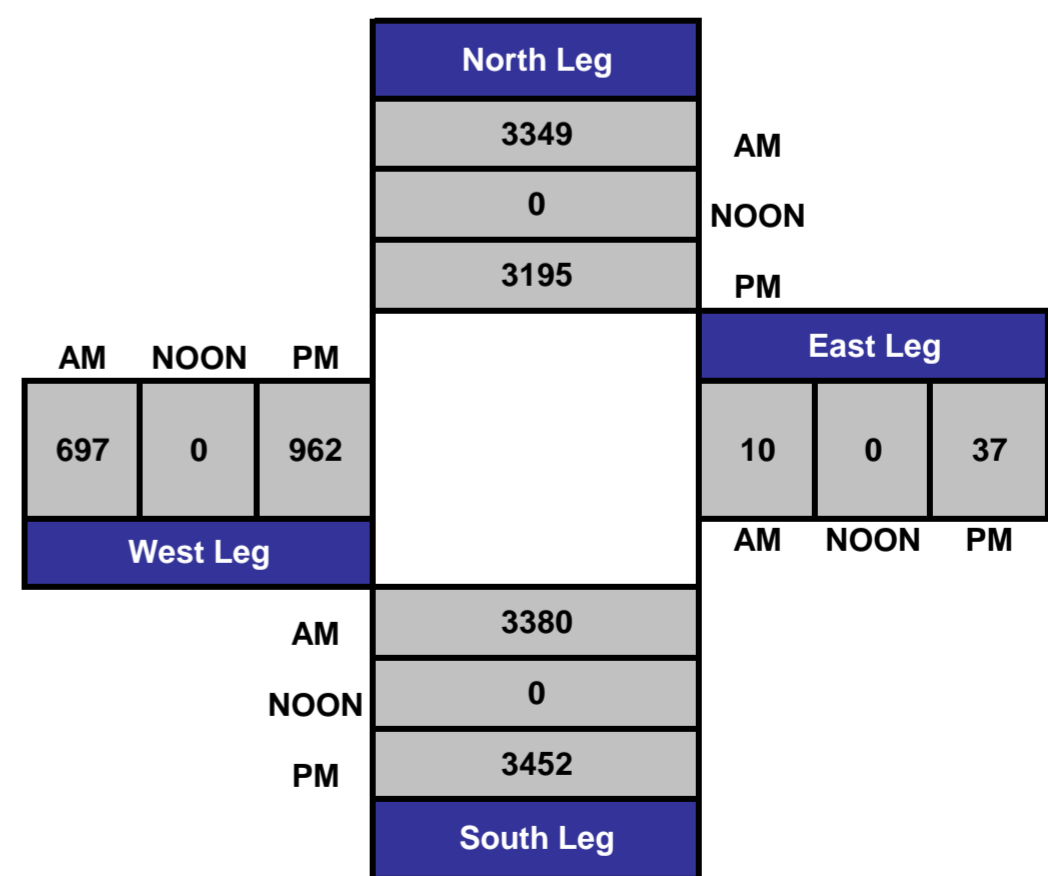 North Leg
3349 AM
0 NOON
3195 PM
East Leg
AM NOON PM
697 0 962
10 0 37
West Leg
AM NOON PM
AM 3380
NOON 0
PM 3452
South Leg